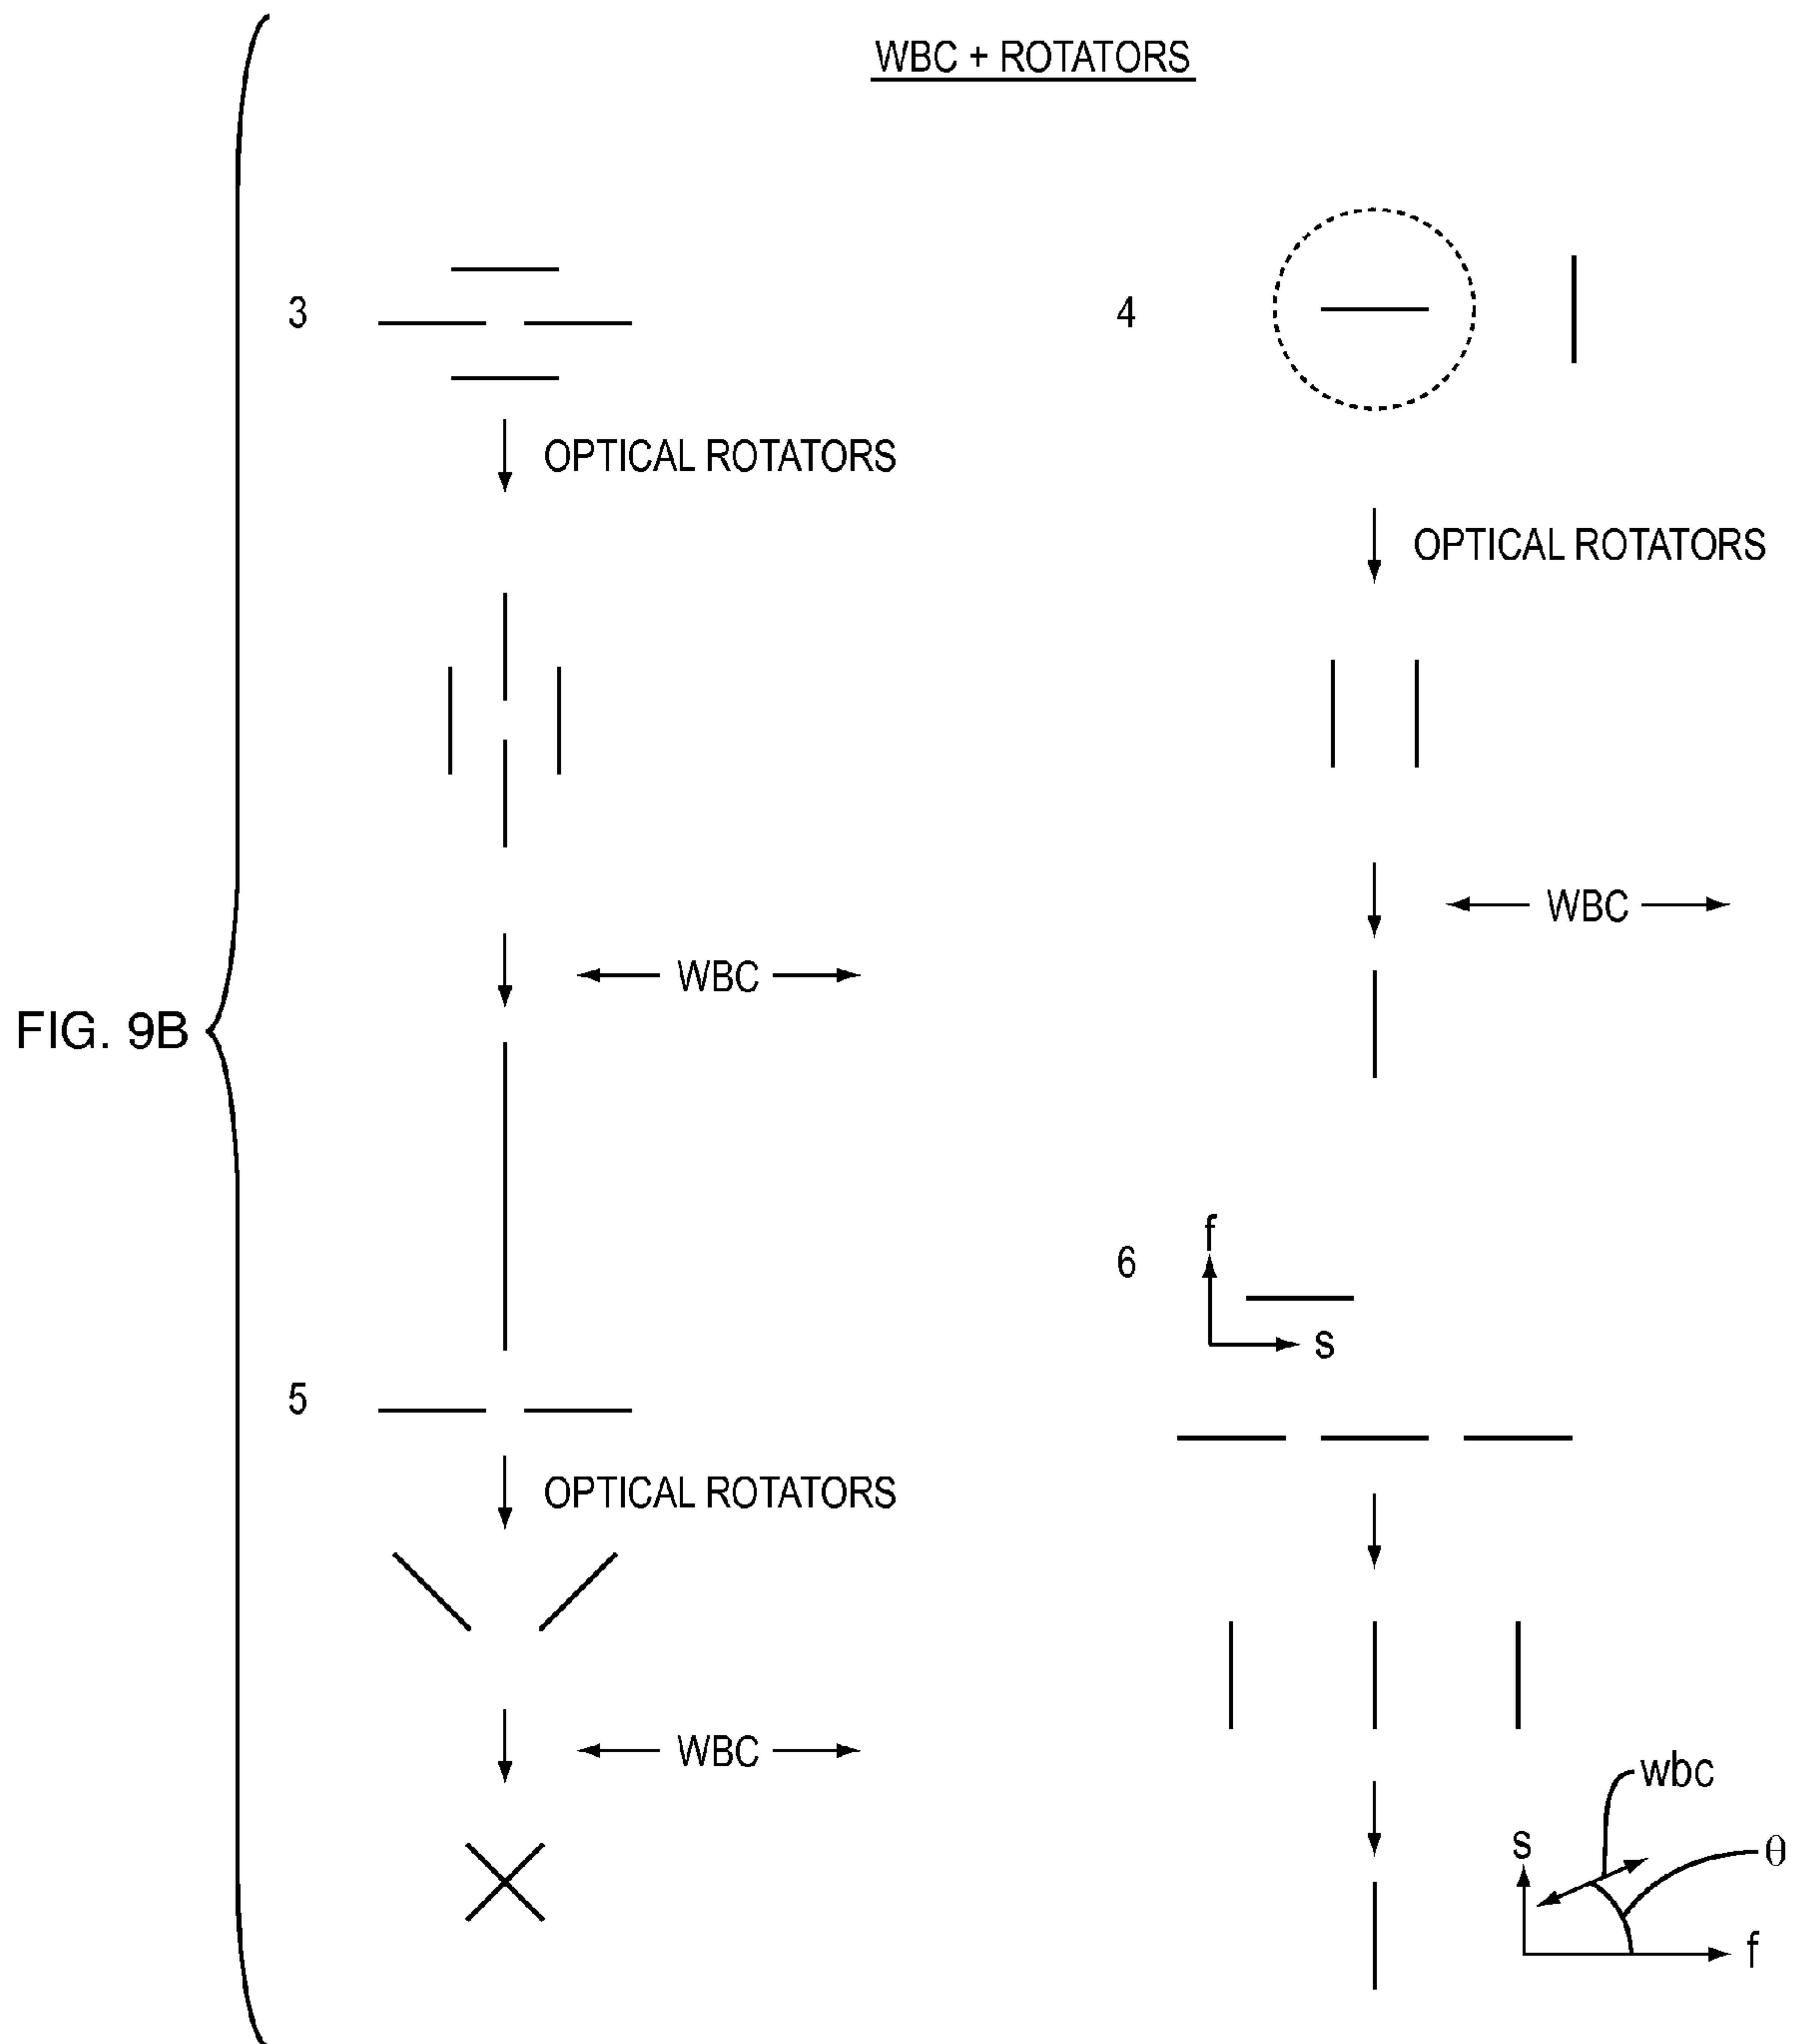 WBC + ROTATORS
3
4
OPTICAL ROTATORS
OPTICAL ROTATORS
WBC
WBC
FIG. 9B
6
f
s
5
OPTICAL ROTATORS
WBC
wbc
s
θ
f